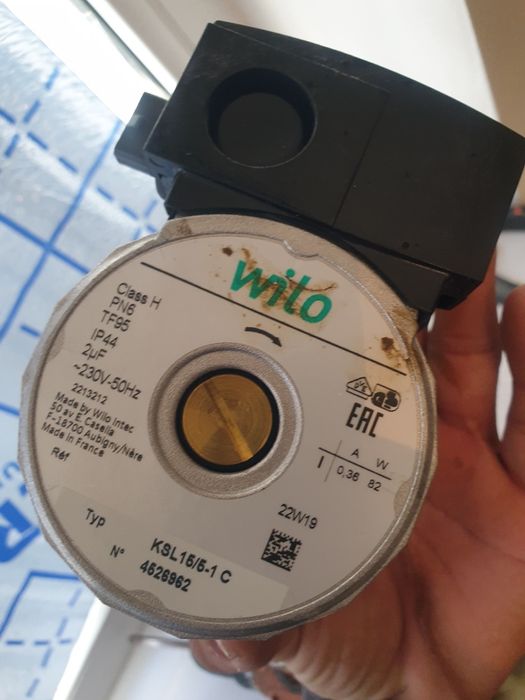 wilo
Class H
PN6
TF95
IP44
2µF
~230V-50Hz
2213212
Made by Wilo Intec
50 av E. Casella
F-18700 Aubigny/Nère
Made in France
Réf
EAC
A W
I 0,36 82
22W19
Typ KSL15/5-1 C
N° 4526962